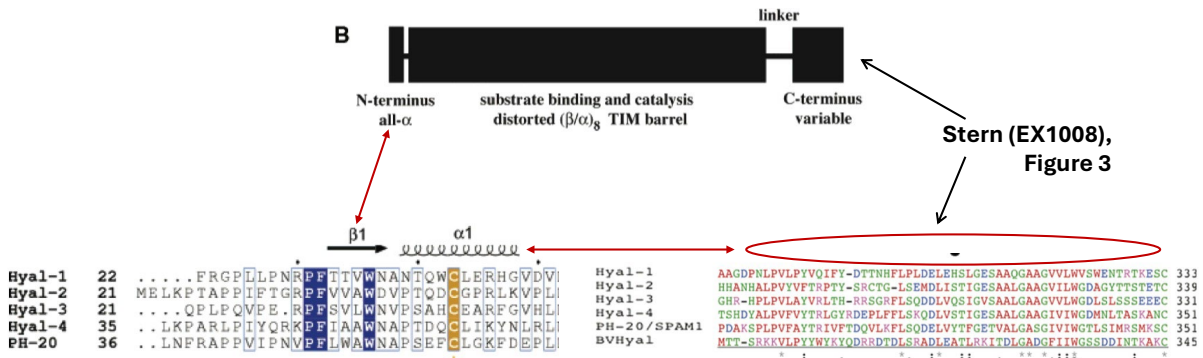 linker
B
N-terminus
all-α
substrate binding and catalysis
distorted (β/α)8 TIM barrel
C-terminus
variable
Stern (EX1008),
Figure 3
β1
α1
Hyal-1 22 .....FRGPLLPNRPFTTVWNANTQWCLERHGVDV
Hyal-2 21 MELKPTAPPIFTGRPFVVAWDVPTQDCGPRLKVPL
Hyal-3 21 ....QPLPQVPE.RPFSVLWNVPSAHCEARFGVHL
Hyal-4 35 ..LKPARLPIYQRKPFIAAWNAPTDQCLIKYNLRL
PH-20 36 ..LNFRAPPVIPNVPFLWAWNAPSEFCLGKFDEPL
Hyal-1 AAGDPNLPVLPYVQIFY-DTTNHFLPLDELEHSLGESAAQGAAGVVLWVSWENTRTKESC 333
Hyal-2 HHANHALPVYVFTRPTY-SRCTG-LSEMDLISTIGESAALGAAGVILWGDAGYTTSTETC 339
Hyal-3 GHR-HPLPVLAYVRLTH-RRSGRFLSQDDLVQSIGVSAALGAAGVVLWGDLSLSSSEEEC 331
Hyal-4 TSHDYALPVFVYTRLGYRDEPLFFLSKQDLVSTIGESAALGAAGIVIWGDMNLTASKANC 351
PH-20/SPAM1 PDAKSPLPVFAYTRIVFTDQVLKFLSQDELVYTFGETVALGASGIVIWGTLSIMRSMKSC 351
BVHyal MTT-SRKKVLPYYWYKYQDRRDTDLSRADLEATLRKITDLGADGFIIWGSSDDINTKAKC 345